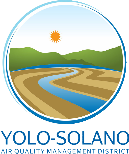 YOLO-SOLANO
AIR QUALITY MANAGEMENT DISTRICT